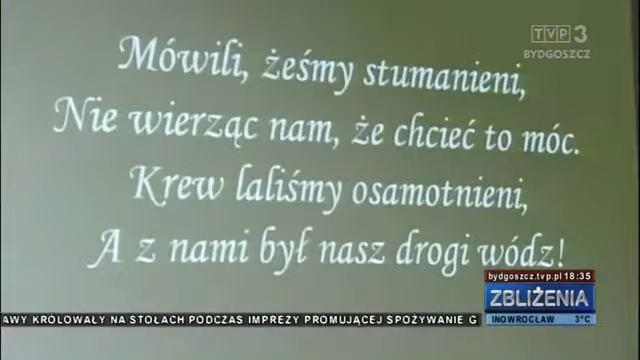 TVP3
BYDGOSZCZ
Mówili, żeśmy stumanieni,
Nie wierząc nam, że chcieć to móc.
Krew laliśmy osamotnieni,
A z nami był nasz drogi wódz!
bydgoszcz.tvp.pl 18:35
ZBLIŻENIA
INOWROCŁAW 3°C
AWY KRÓLOWAŁY NA STOŁACH PODCZAS IMPREZY PROMUJĄCEJ SPOŻYWANIE G